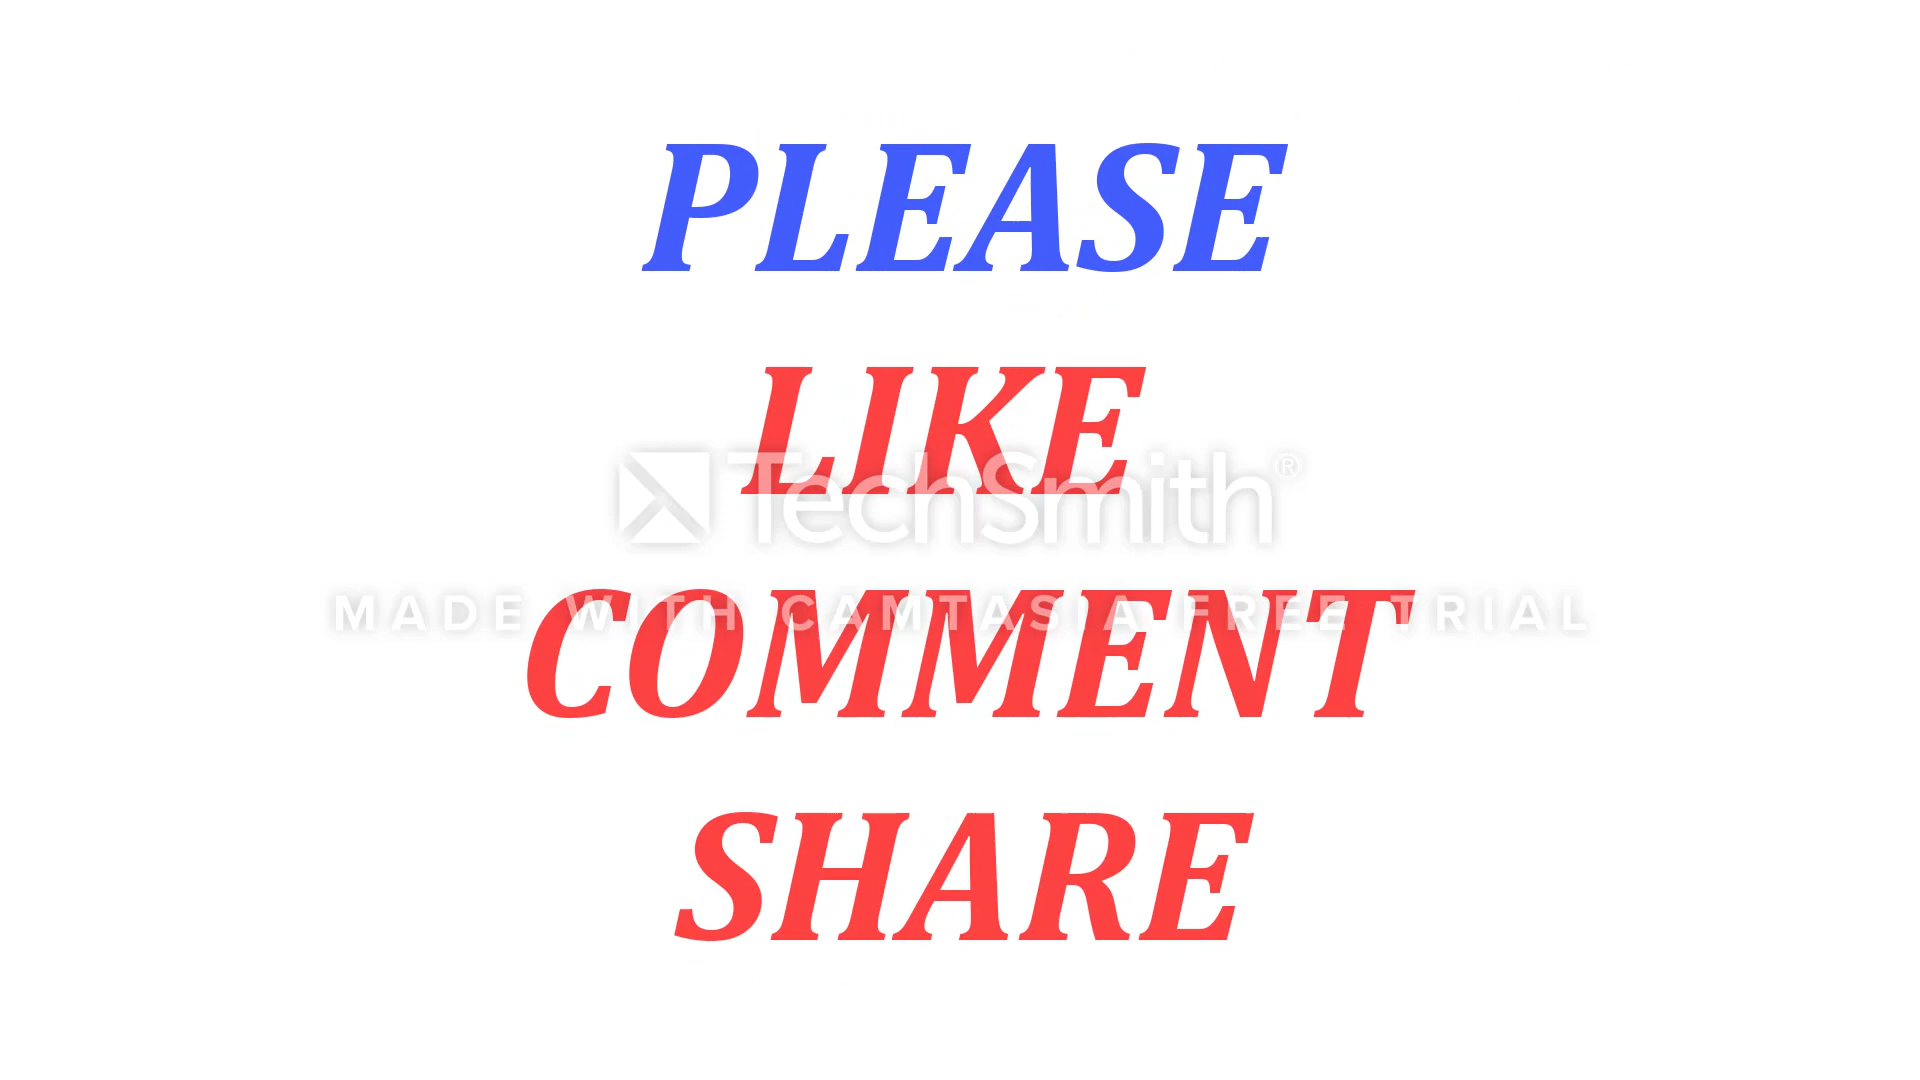 PLEASE
LIKE
TechSmith®
COMMENT
MADE WITH CAMTASIA FREE TRIAL
SHARE